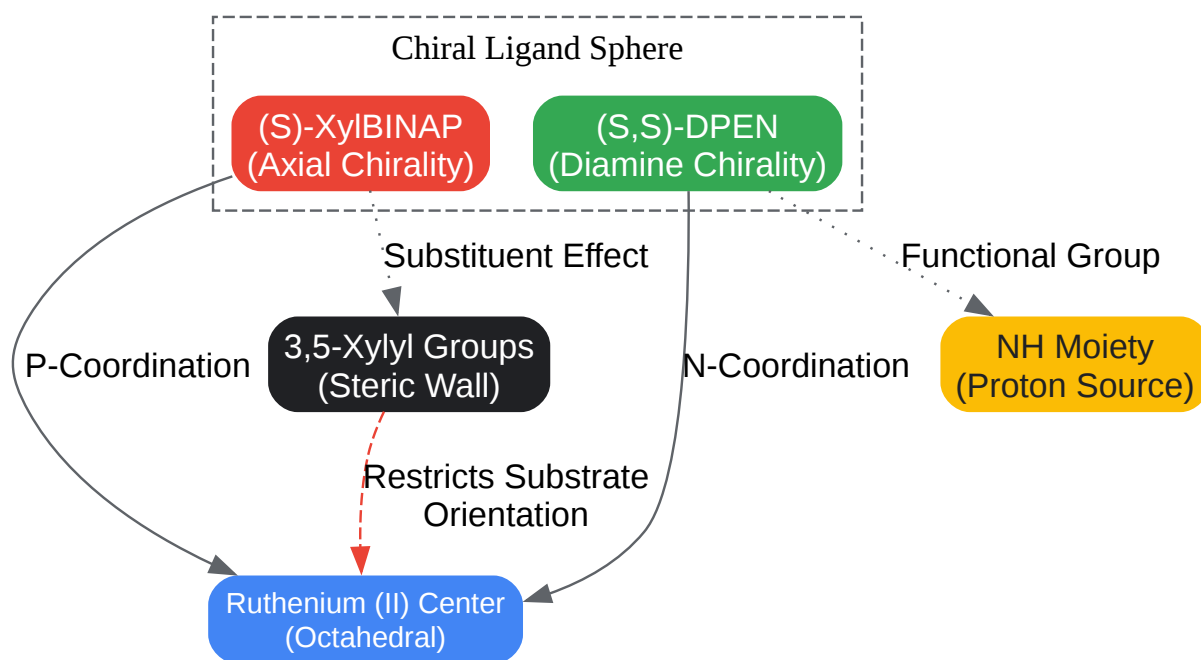 Chiral Ligand Sphere
(S)-XylBINAP
(Axial Chirality)
(S,S)-DPEN
(Diamine Chirality)
Substituent Effect
Functional Group
P-Coordination
3,5-Xylyl Groups
(Steric Wall)
N-Coordination
NH Moiety
(Proton Source)
Restricts Substrate
Orientation
Ruthenium (II) Center
(Octahedral)